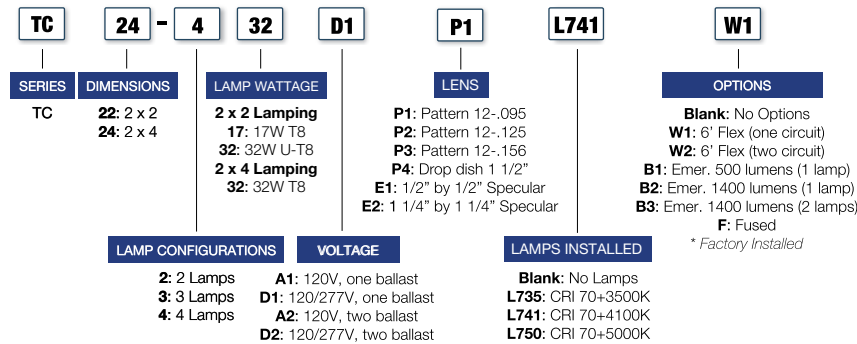 TC 24 - 4 32 D1 P1 L741 W1
SERIES DIMENSIONS LAMP WATTAGE LENS OPTIONS
TC
22: 2 x 2
24: 2 x 4
2 x 2 Lamping
17: 17W T8
32: 32W U-T8
2 x 4 Lamping
32: 32W T8
P1: Pattern 12-.095
P2: Pattern 12-.125
P3: Pattern 12-.156
P4: Drop dish 1 1/2”
E1: 1/2” by 1/2” Specular
E2: 1 1/4” by 1 1/4” Specular
Blank: No Options
W1: 6’ Flex (one circuit)
W2: 6’ Flex (two circuit)
B1: Emer. 500 lumens (1 lamp)
B2: Emer. 1400 lumens (1 lamp)
B3: Emer. 1400 lumens (2 lamps)
F: Fused
* Factory Installed
LAMP CONFIGURATIONS VOLTAGE LAMPS INSTALLED
2: 2 Lamps
3: 3 Lamps
4: 4 Lamps
A1: 120V, one ballast
D1: 120/277V, one ballast
A2: 120V, two ballast
D2: 120/277V, two ballast
Blank: No Lamps
L735: CRI 70+3500K
L741: CRI 70+4100K
L750: CRI 70+5000K